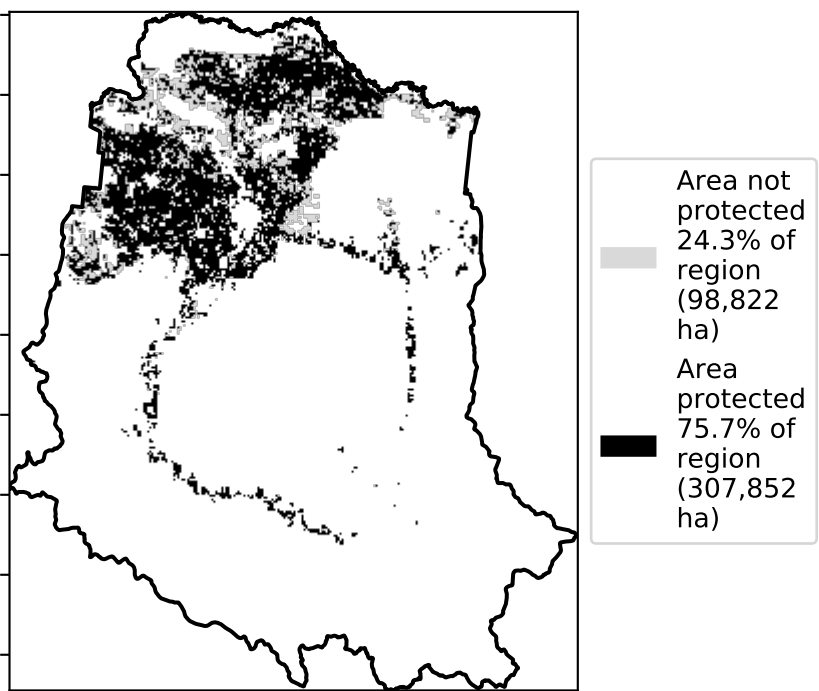 Area not
protected
24.3% of
region
(98,822
ha)
Area
protected
75.7% of
region
(307,852
ha)